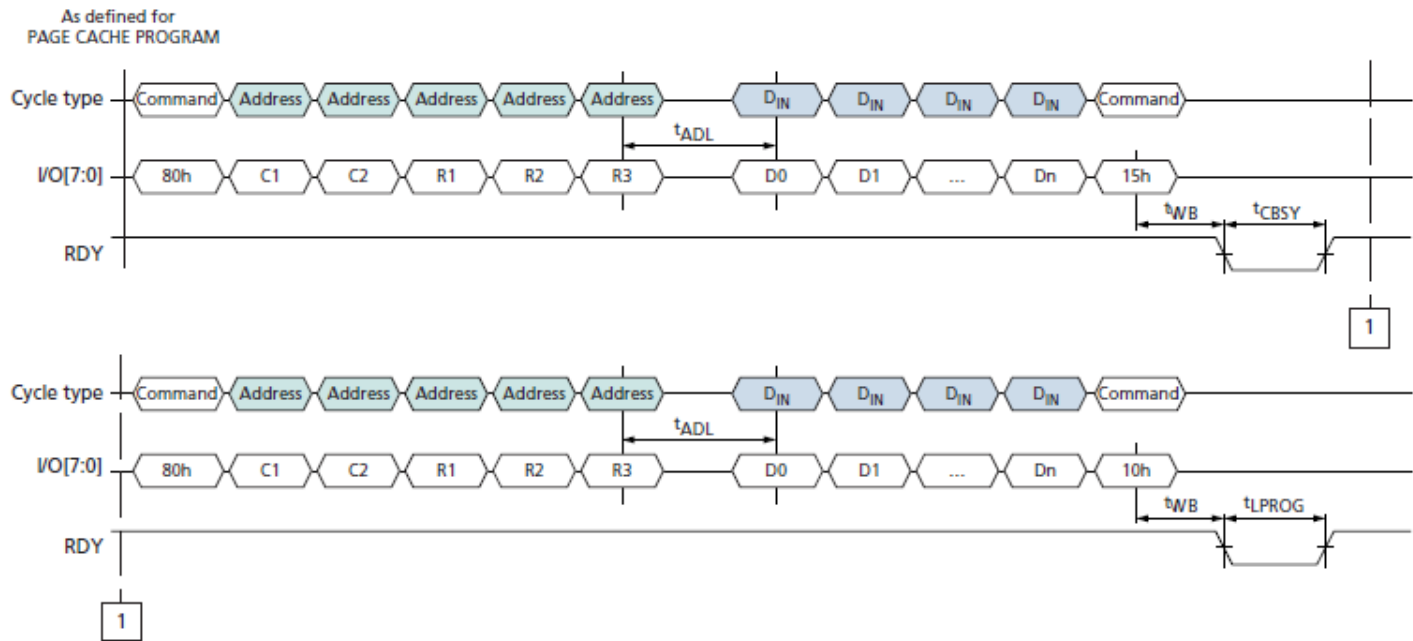 As defined for
PAGE CACHE PROGRAM
Cycle type Command Address Address Address Address Address DIN DIN DIN DIN Command
tADL
I/O[7:0] 80h C1 C2 R1 R2 R3 D0 D1 ... Dn 15h
tWB tCBSY
RDY
1
Cycle type Command Address Address Address Address Address DIN DIN DIN DIN Command
tADL
I/O[7:0] 80h C1 C2 R1 R2 R3 D0 D1 ... Dn 10h
tWB tLPROG
RDY
1